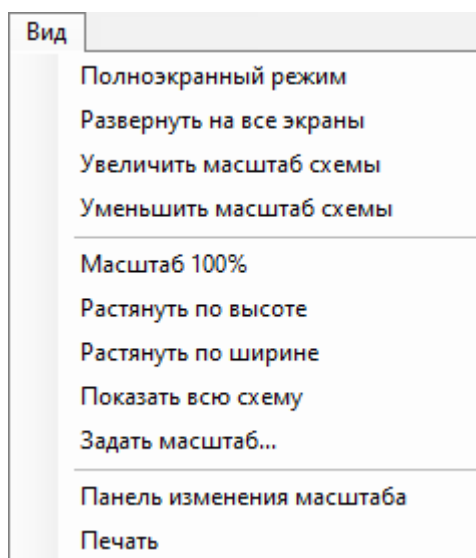 Вид
Полноэкранный режим
Развернуть на все экраны
Увеличить масштаб схемы
Уменьшить масштаб схемы
Масштаб 100%
Растянуть по высоте
Растянуть по ширине
Показать всю схему
Задать масштаб...
Панель изменения масштаба
Печать